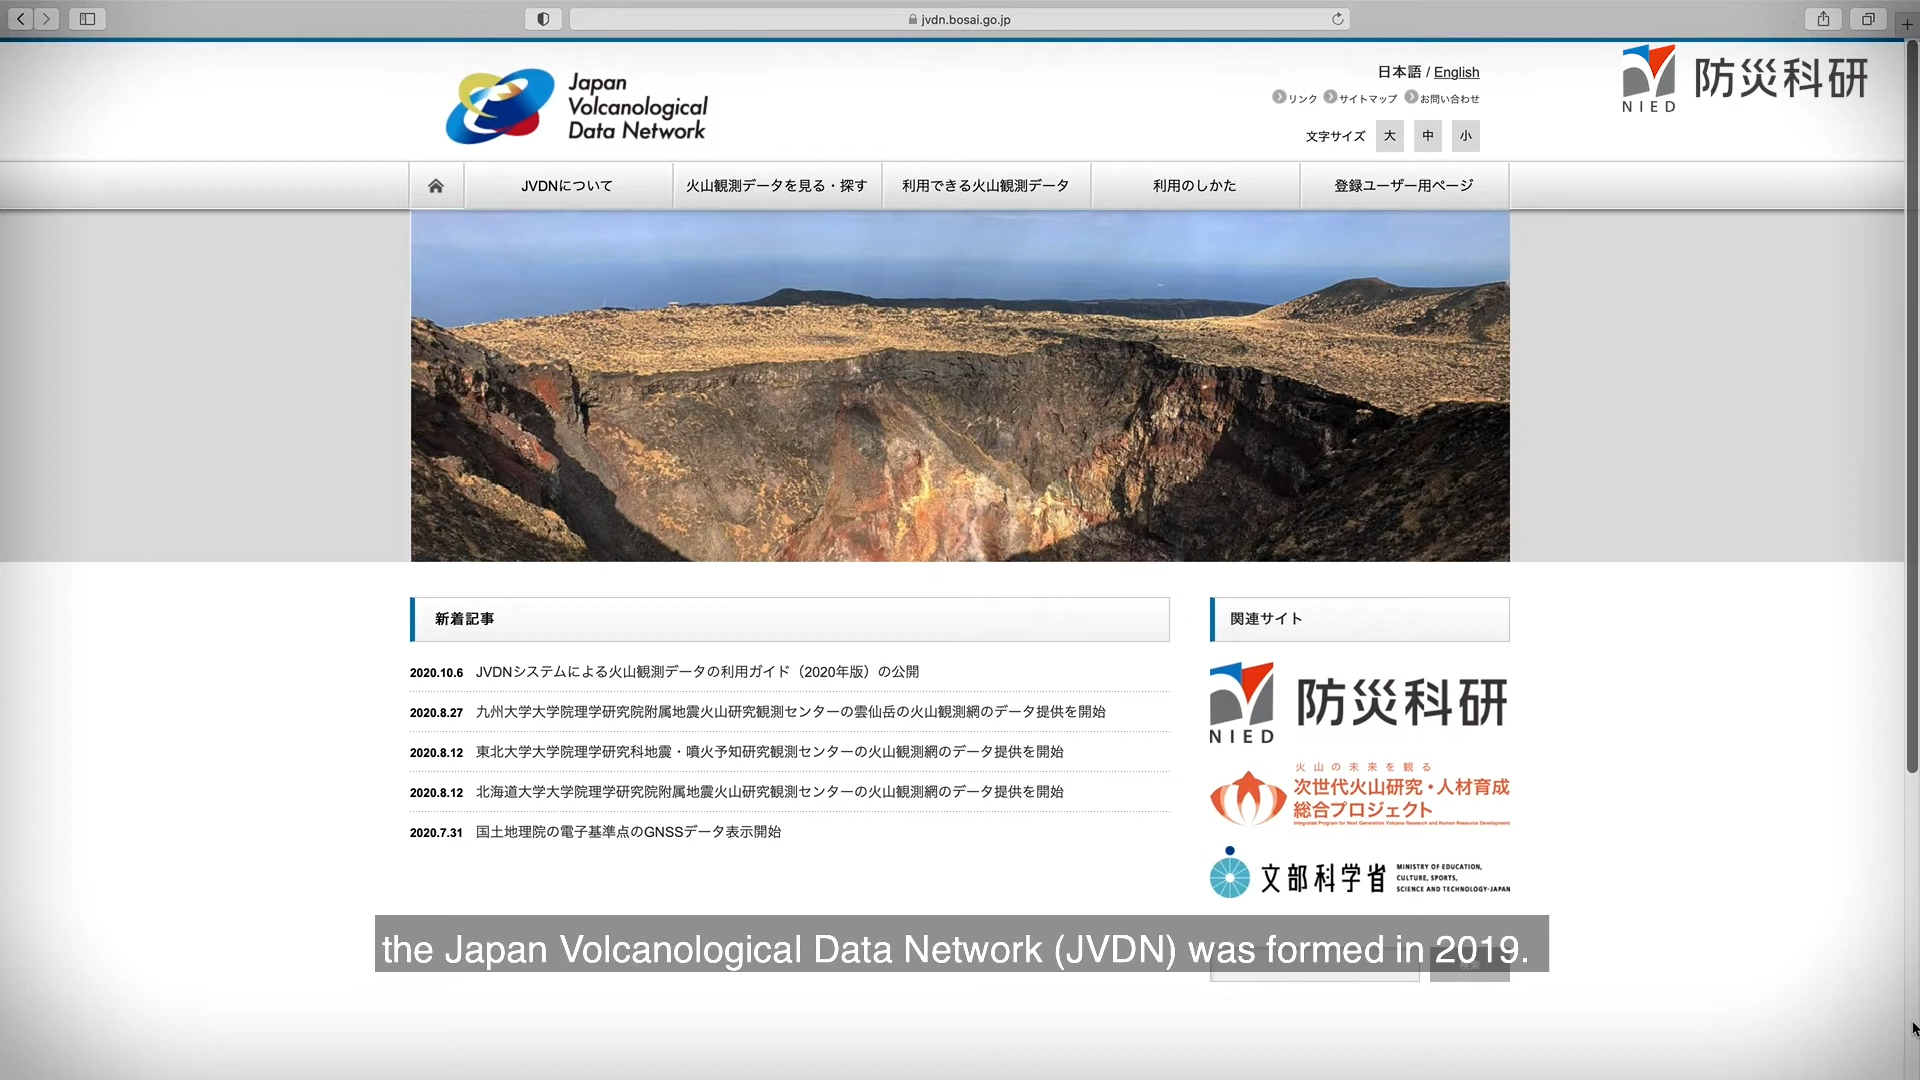 jvdn.bosai.go.jp
Japan
Volcanological
Data Network
日本語 / English
リンク サイトマップ お問い合わせ
文字サイズ 大 中 小
NIED 防災科研
JVDNについて 火山観測データを見る・探す 利用できる火山観測データ 利用のしかた 登録ユーザー用ページ
新着記事
2020.10.6 JVDNシステムによる火山観測データの利用ガイド（2020年版）の公開
2020.8.27 九州大学大学院理学研究院附属地震火山研究観測センターの雲仙岳の火山観測網のデータ提供を開始
2020.8.12 東北大学大学院理学研究科地震・噴火予知研究観測センターの火山観測網のデータ提供を開始
2020.8.12 北海道大学大学院理学研究院附属地震火山研究観測センターの火山観測網のデータ提供を開始
2020.7.31 国土地理院の電子基準点のGNSSデータ表示開始
関連サイト
NIED 防災科研
火山の未来を観る
次世代火山研究・人材育成
総合プロジェクト
Integrated Program for Next Generation Volcano Research and Human Resource Development
文部科学省
MINISTRY OF EDUCATION,
CULTURE, SPORTS,
SCIENCE AND TECHNOLOGY-JAPAN
the Japan Volcanological Data Network (JVDN) was formed in 2019.